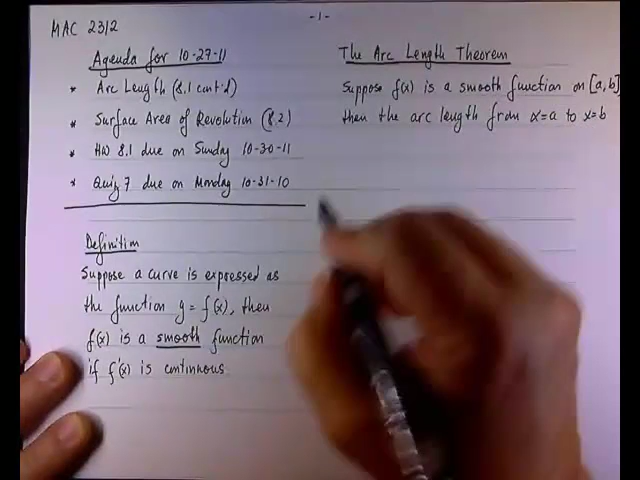 MAC 2312
-1-
Agenda for 10-27-11
* Arc Length (8.1 cont'd)
* Surface Area of Revolution (8.2)
* HW 8.1 due on Sunday 10-30-11
* Quiz 7 due on Monday 10-31-10
Definition
Suppose a curve is expressed as
the function y = f(x), then
f(x) is a smooth function
if f'(x) is continuous
The Arc Length Theorem
Suppose f(x) is a smooth function on [a,b]
then the arc length from x=a to x=b